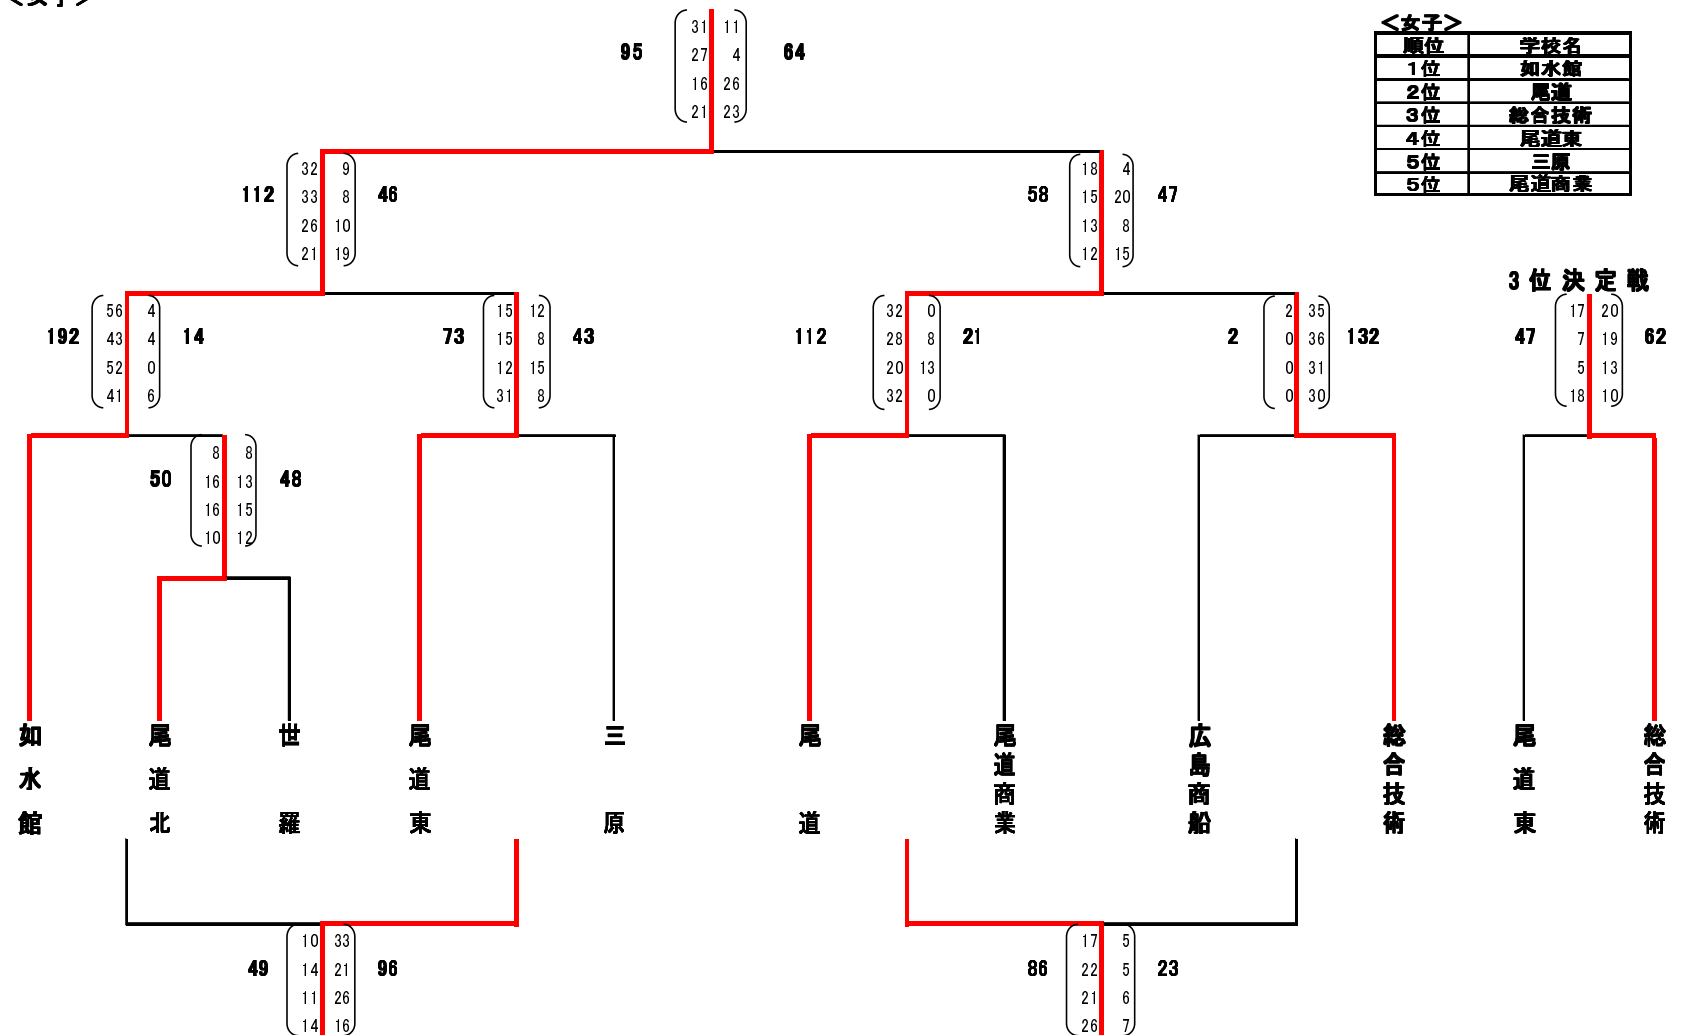 ＜女子＞
＜女子＞
順位 学校名
1位 如水館
2位 尾道
3位 総合技術
4位 尾道東
5位 三原
5位 尾道商業
95 64
31 11
27 4
16 26
21 23
112 46
32 9
33 8
26 10
21 19
58 47
18 4
15 20
13 8
12 15
3位決定戦
192 14
56 4
43 4
52 0
41 6
73 43
15 12
15 8
12 15
31 8
112 21
32 0
28 8
20 13
32 0
2 132
2 35
0 36
0 31
0 30
47 62
17 20
7 19
5 13
18 10
50 48
8 8
16 13
16 15
10 12
如水館
尾道北
世羅
尾道東
三原
尾道
尾道商業
広島商船
総合技術
尾道東
総合技術
49 96
10 33
14 21
11 26
14 16
86 23
17 5
22 5
21 6
26 7